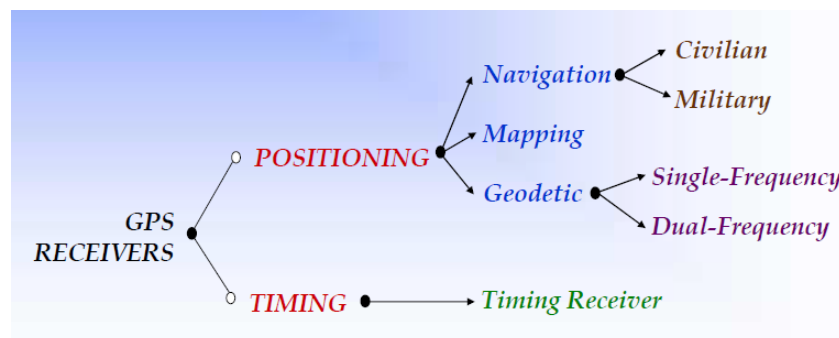 Civilian
Navigation
Military
Mapping
POSITIONING
Single-Frequency
Geodetic
Dual-Frequency
GPS
RECEIVERS
TIMING
Timing Receiver